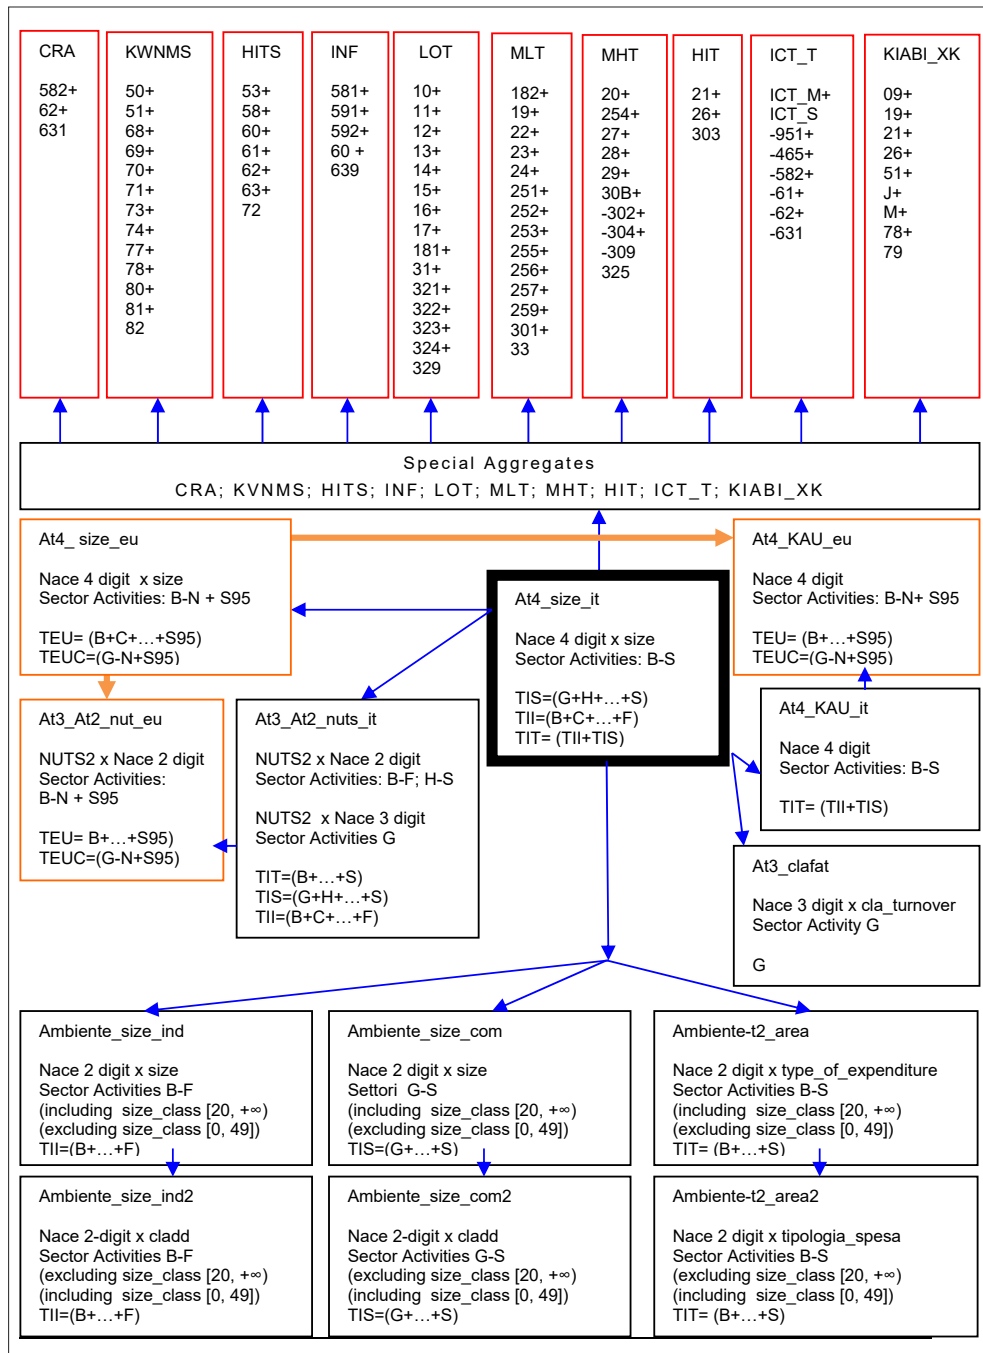 CRA
582+
62+
631
KWNMS
50+
51+
68+
69+
70+
71+
73+
74+
77+
78+
80+
81+
82
HITS
53+
58+
60+
61+
62+
63+
72
INF
581+
591+
592+
60 +
639
LOT
10+
11+
12+
13+
14+
15+
16+
17+
181+
31+
321+
322+
323+
324+
329
MLT
182+
19+
22+
23+
24+
251+
252+
253+
255+
256+
257+
259+
301+
33
MHT
20+
254+
27+
28+
29+
30B+
-302+
-304+
-309
325
HIT
21+
26+
303
ICT_T
ICT_M+
ICT_S
-951+
-465+
-582+
-61+
-62+
-631
KIABI_XK
09+
19+
21+
26+
51+
J+
M+
78+
79
Special Aggregates
CRA; KVNMS; HITS; INF; LOT; MLT; MHT; HIT; ICT_T; KIABI_XK
At4_ size_eu
Nace 4 digit x size
Sector Activities: B-N + S95
TEU= (B+C+…+S95)
TEUC=(G-N+S95)
At4_KAU_eu
Nace 4 digit
Sector Activities: B-N+ S95
TEU= (B+…+S95)
TEUC=(G-N+S95)
At4_size_it
Nace 4 digit x size
Sector Activities: B-S
TIS=(G+H+…+S)
TII=(B+C+…+F)
TIT= (TII+TIS)
At3_At2_nut_eu
NUTS2 x Nace 2 digit
Sector Activities:
B-N + S95
TEU= B+…+S95)
TEUC=(G-N+S95)
At3_At2_nuts_it
NUTS2 x Nace 2 digit
Sector Activities: B-F; H-S
NUTS2 x Nace 3 digit
Sector Activities G
TIT=(B+…+S)
TIS=(G+H+…+S)
TII=(B+C+…+F)
At4_KAU_it
Nace 4 digit
Sector Activities: B-S
TIT= (TII+TIS)
At3_clafat
Nace 3 digit x cla_turnover
Sector Activity G
G
Ambiente_size_ind
Nace 2 digit x size
Sector Activities B-F
(including size_class [20, +∞)
(excluding size_class [0, 49])
TII=(B+…+F)
Ambiente_size_com
Nace 2 digit x size
Settori G-S
(including size_class [20, +∞)
(excluding size_class [0, 49])
TIS=(G+…+S)
Ambiente-t2_area
Nace 2 digit x type_of_expenditure
Sector Activities B-S
(including size_class [20, +∞)
(excluding size_class [0, 49])
TIT= (B+…+S)
Ambiente_size_ind2
Nace 2-digit x cladd
Sector Activities B-F
(excluding size_class [20, +∞)
(including size_class [0, 49])
TII=(B+…+F)
Ambiente_size_com2
Nace 2-digit x cladd
Sector Activities G-S
(excluding size_class [20, +∞)
(including size_class [0, 49])
TIS=(G+…+S)
Ambiente-t2_area2
Nace 2 digit x tipologia_spesa
Sector Activities B-S
(excluding size_class [20, +∞)
(including size_class [0, 49])
TIT= (B+…+S)